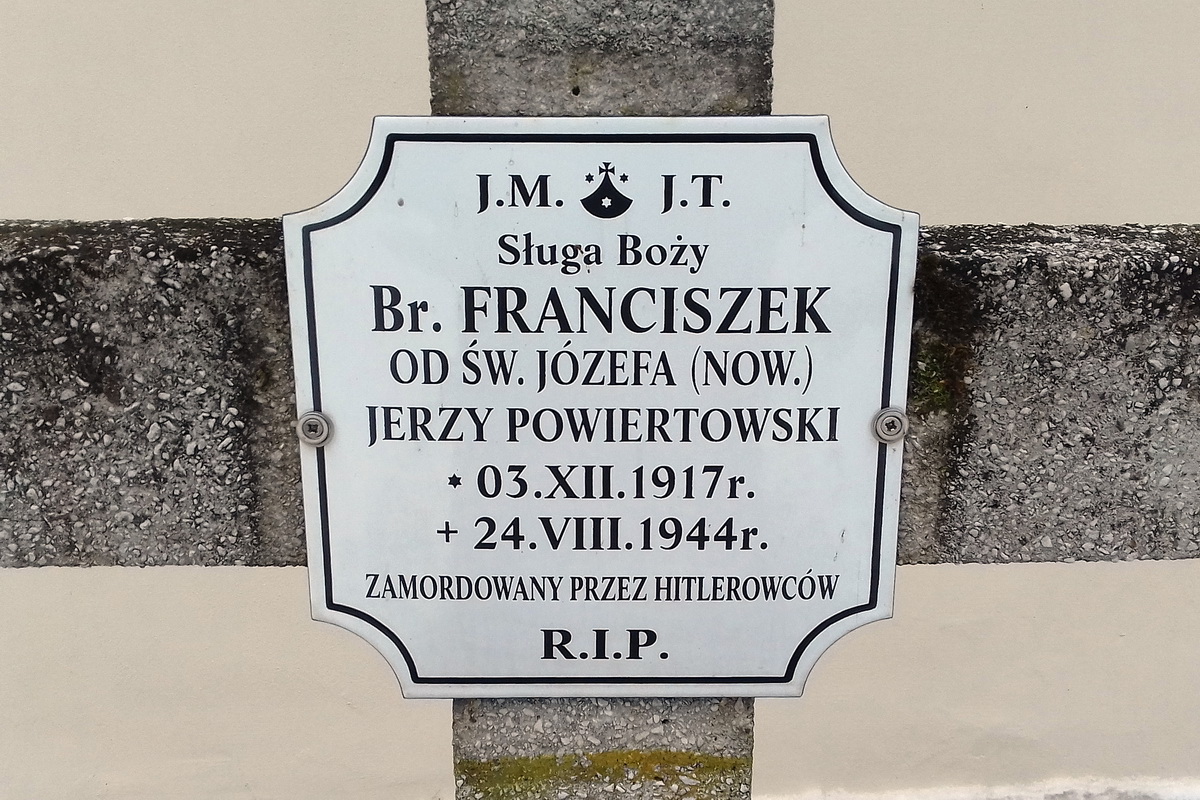 J.M. J.T.
Sługa Boży
Br. FRANCISZEK
OD ŚW. JÓZEFA (NOW.)
JERZY POWIERTOWSKI
* 03.XII.1917r.
+ 24.VIII.1944r.
ZAMORDOWANY PRZEZ HITLEROWCÓW
R.I.P.